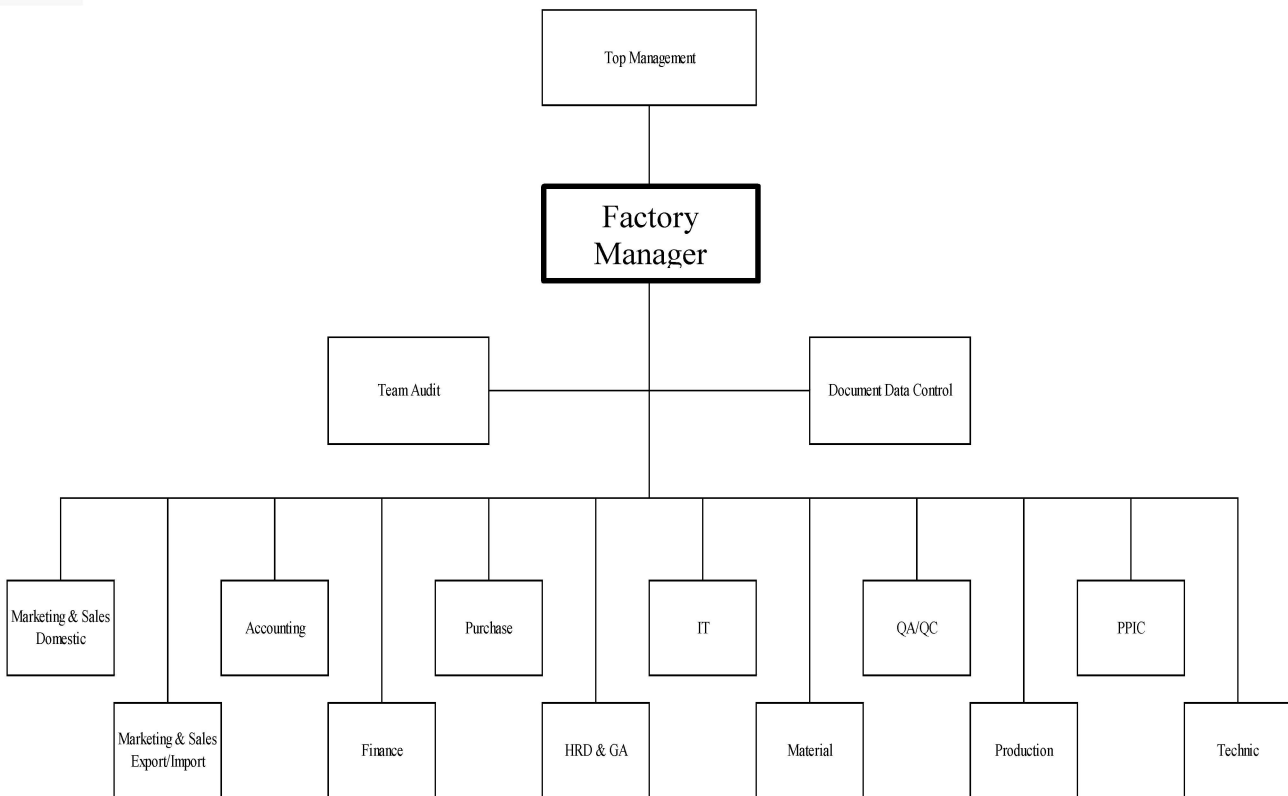 Top Management
Factory
Manager
Team Audit
Document Data Control
Marketing & Sales
Domestic
Accounting
Purchase
IT
QA/QC
PPIC
Marketing & Sales
Export/Import
Finance
HRD & GA
Material
Production
Technic